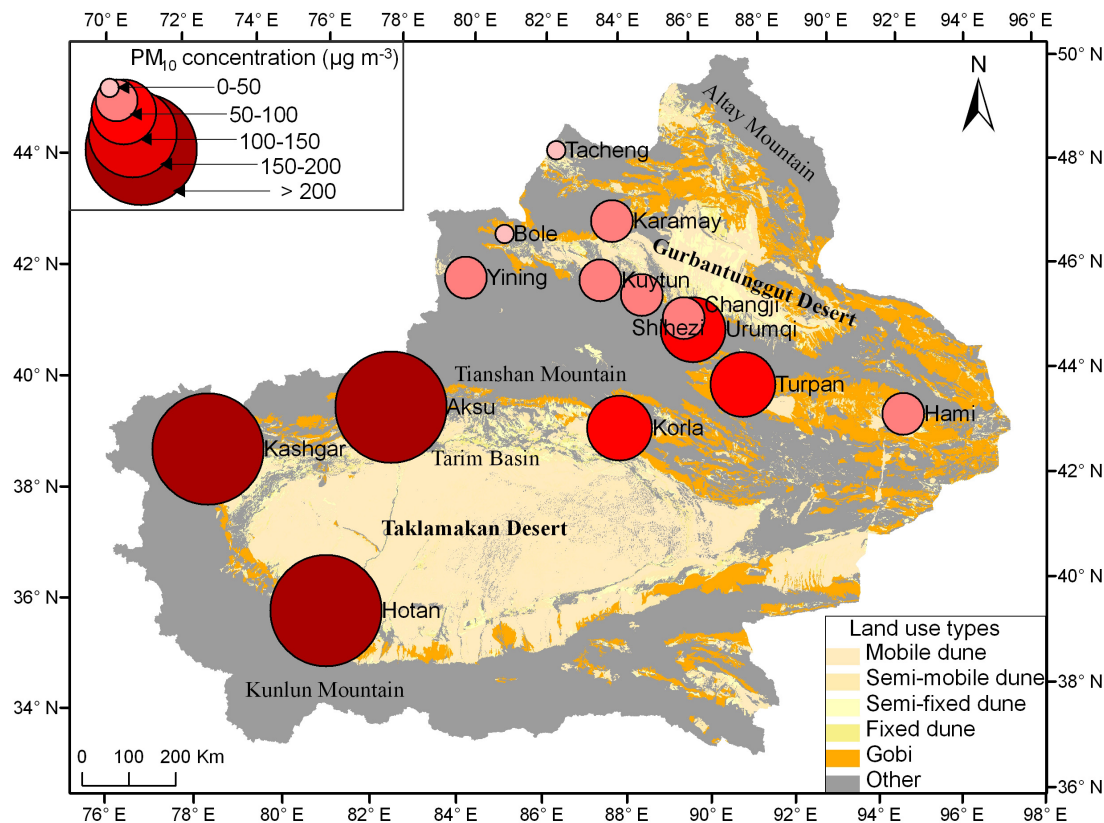 70° E 72° E 74° E 76° E 78° E 80° E 82° E 84° E 86° E 88° E 90° E 92° E 94° E 96° E
PM10 concentration (µg m-3)
0-50
50-100
100-150
150-200
> 200
N
50° N
48° N
46° N
44° N
42° N
40° N
38° N
36° N
44° N
42° N
40° N
38° N
36° N
34° N
Altay Mountain
Tacheng
Karamay
Bole
Gurbantunggut Desert
Yining
Kuytun
Changji
Shihezi
Urumqi
Tianshan Mountain
Turpan
Aksu
Hami
Korla
Kashgar
Tarim Basin
Taklamakan Desert
Hotan
Kunlun Mountain
0 100 200 Km
Land use types
Mobile dune
Semi-mobile dune
Semi-fixed dune
Fixed dune
Gobi
Other
76° E 78° E 80° E 82° E 84° E 86° E 88° E 90° E 92° E 94° E 96° E 98° E